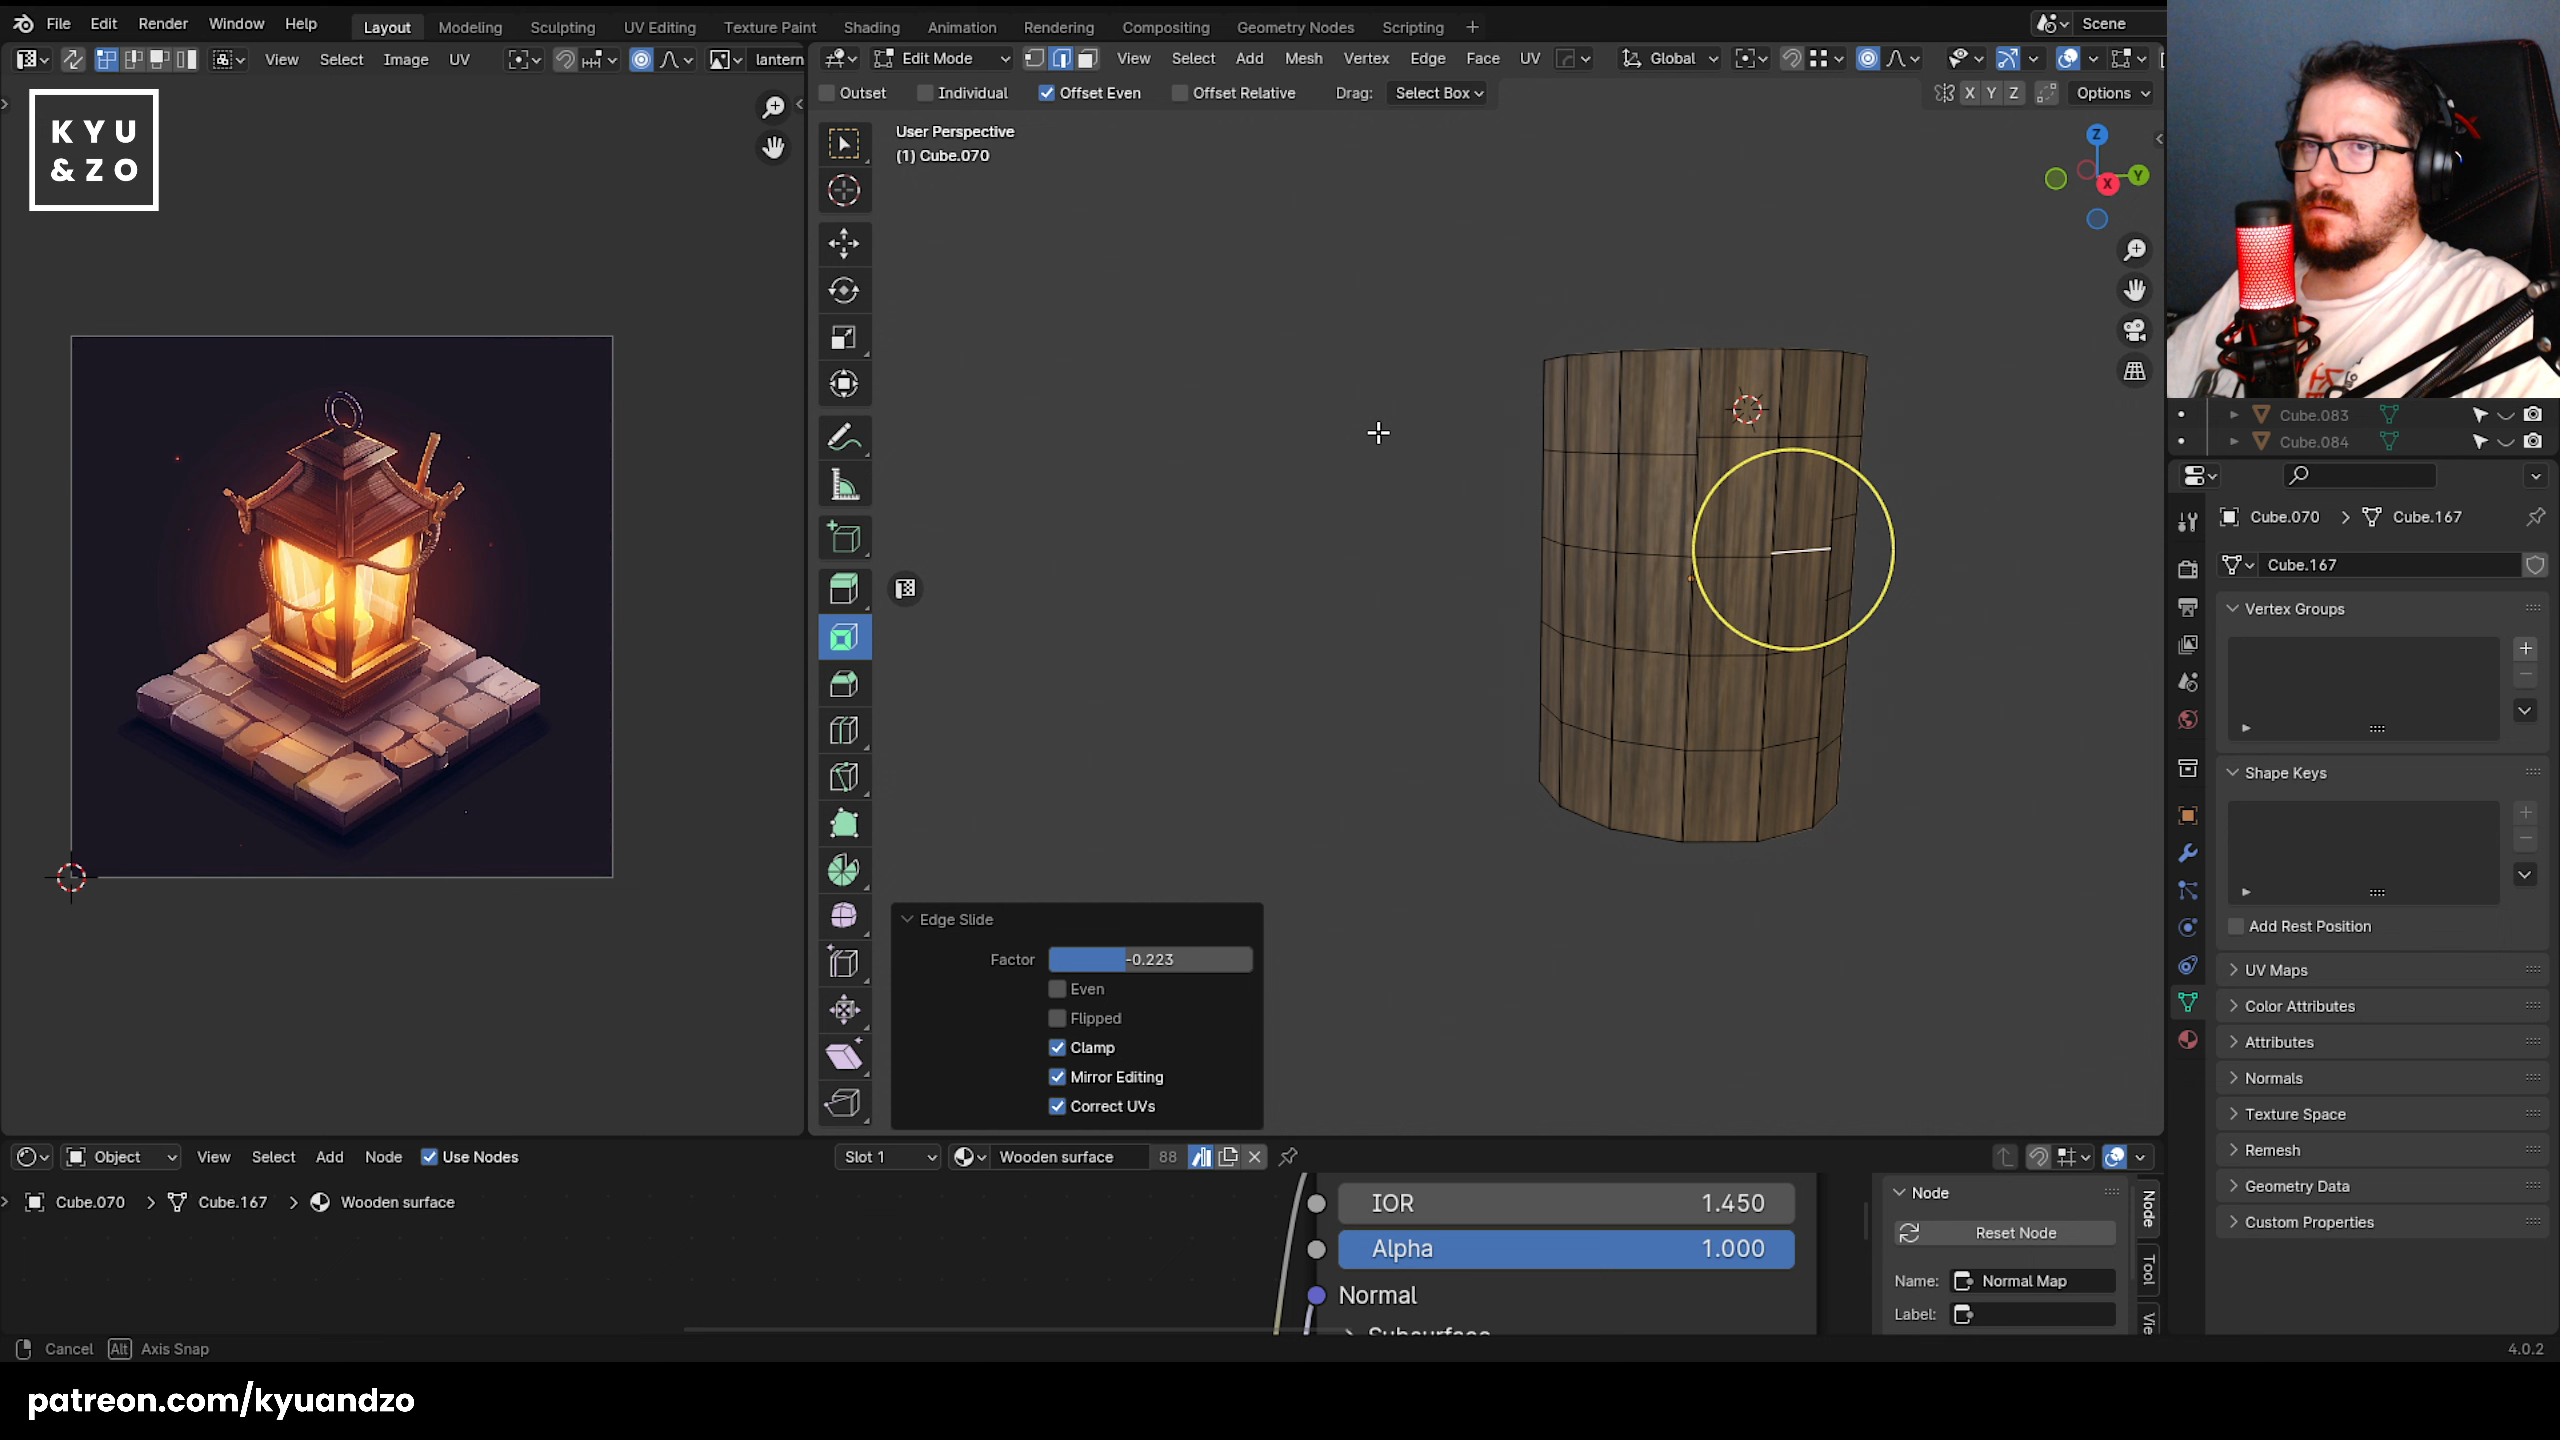 File Edit Render Window Help Layout Modeling Sculpting UV Editing Texture Paint Shading Animation Rendering Compositing Geometry Nodes Scripting + Scene
View Select Image UV lantern Edit Mode View Select Add Mesh Vertex Edge Face UV Global
Outset Individual Offset Even Offset Relative Drag: Select Box X Y Z Options
KYU
&ZO
User Perspective
(1) Cube.070
Z
Y
X
Cube.083
Cube.084
Cube.070 > Cube.167
Cube.167
Vertex Groups
Shape Keys
Add Rest Position
UV Maps
Color Attributes
Attributes
Normals
Texture Space
Remesh
Geometry Data
Custom Properties
Edge Slide
Factor -0.223
Even
Flipped
Clamp
Mirror Editing
Correct UVs
Object View Select Add Node Use Nodes Slot 1 Wooden surface 88
Cube.070 > Cube.167 > Wooden surface
IOR 1.450
Alpha 1.000
Normal
Node
Reset Node
Name: Normal Map
Label:
Node
Tool
Cancel Alt Axis Snap
4.0.2
patreon.com/kyuandzo